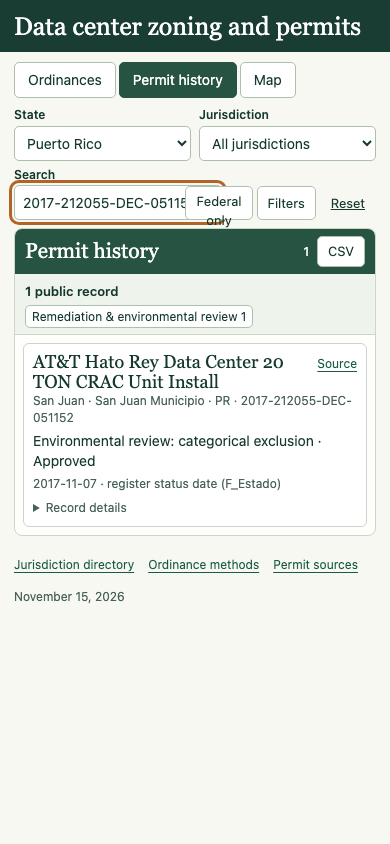 Data center zoning and permits
Ordinances Permit history Map
State Jurisdiction
Puerto Rico All jurisdictions
Search
2017-212055-DEC-05115 Federal only Filters Reset
Permit history 1 CSV
1 public record
Remediation & environmental review 1
AT&T Hato Rey Data Center 20 Source
TON CRAC Unit Install
San Juan · San Juan Municipio · PR · 2017-212055-DEC-
051152
Environmental review: categorical exclusion ·
Approved
2017-11-07 · register status date (F_Estado)
Record details
Jurisdiction directory Ordinance methods Permit sources
November 15, 2026